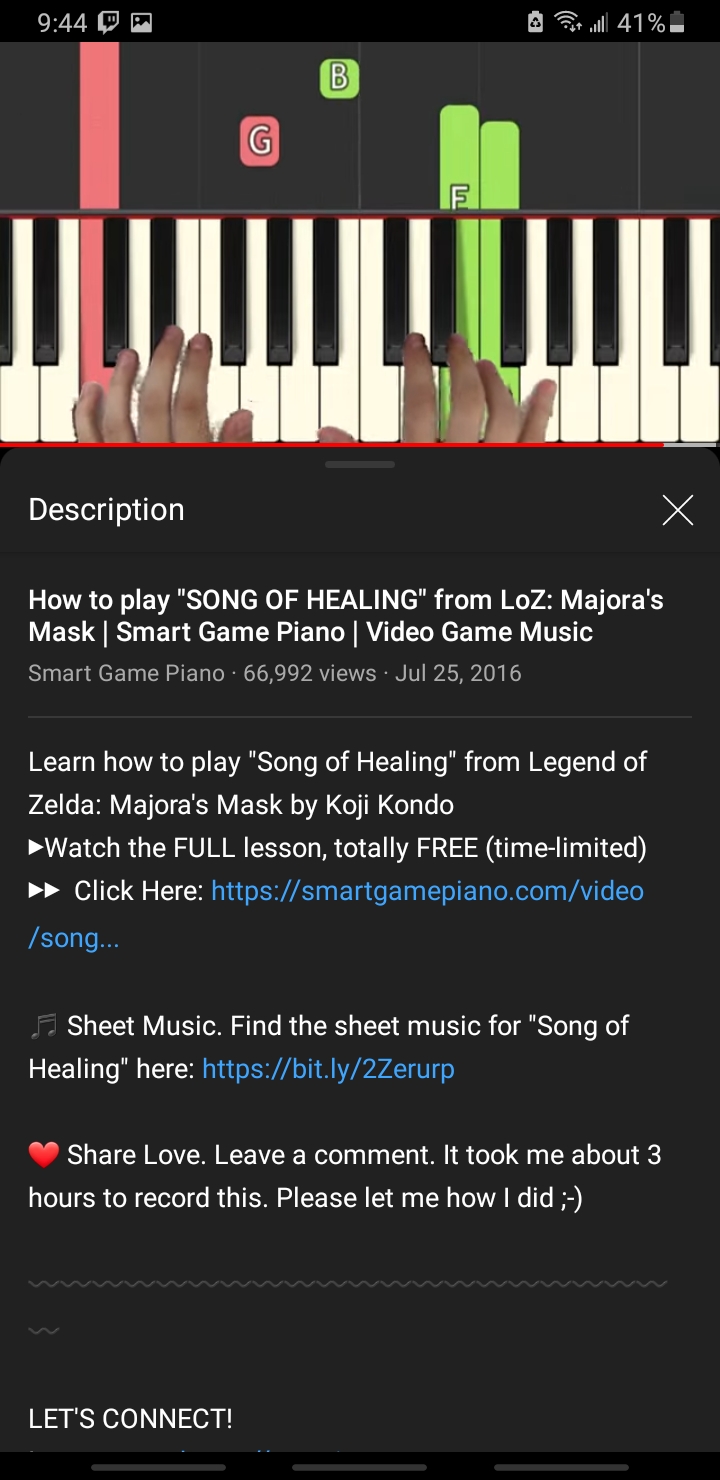 9:44 41%
B
G
E
Description
How to play "SONG OF HEALING" from LoZ: Majora's
Mask | Smart Game Piano | Video Game Music
Smart Game Piano · 66,992 views · Jul 25, 2016
Learn how to play "Song of Healing" from Legend of
Zelda: Majora's Mask by Koji Kondo
▶Watch the FULL lesson, totally FREE (time-limited)
▶▶ Click Here: https://smartgamepiano.com/video
/song...
🎵 Sheet Music. Find the sheet music for "Song of
Healing" here: https://bit.ly/2Zerurp
❤️ Share Love. Leave a comment. It took me about 3
hours to record this. Please let me how I did ;-)
LET'S CONNECT!